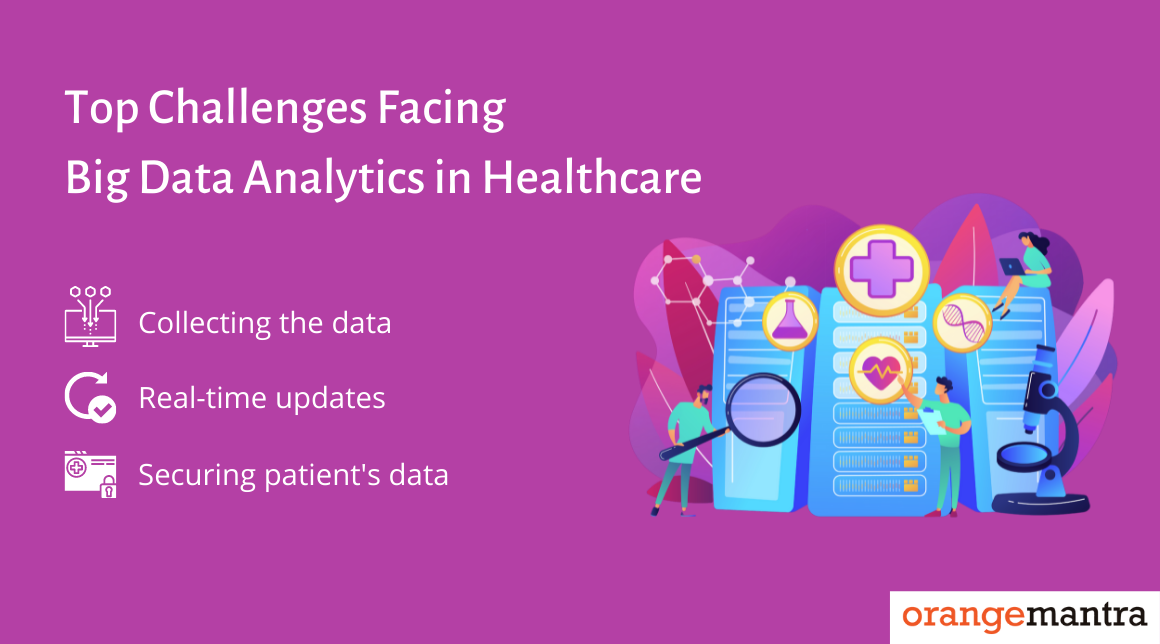 Top Challenges Facing
Big Data Analytics in Healthcare
Collecting the data
Real-time updates
Securing patient's data
orangemantra